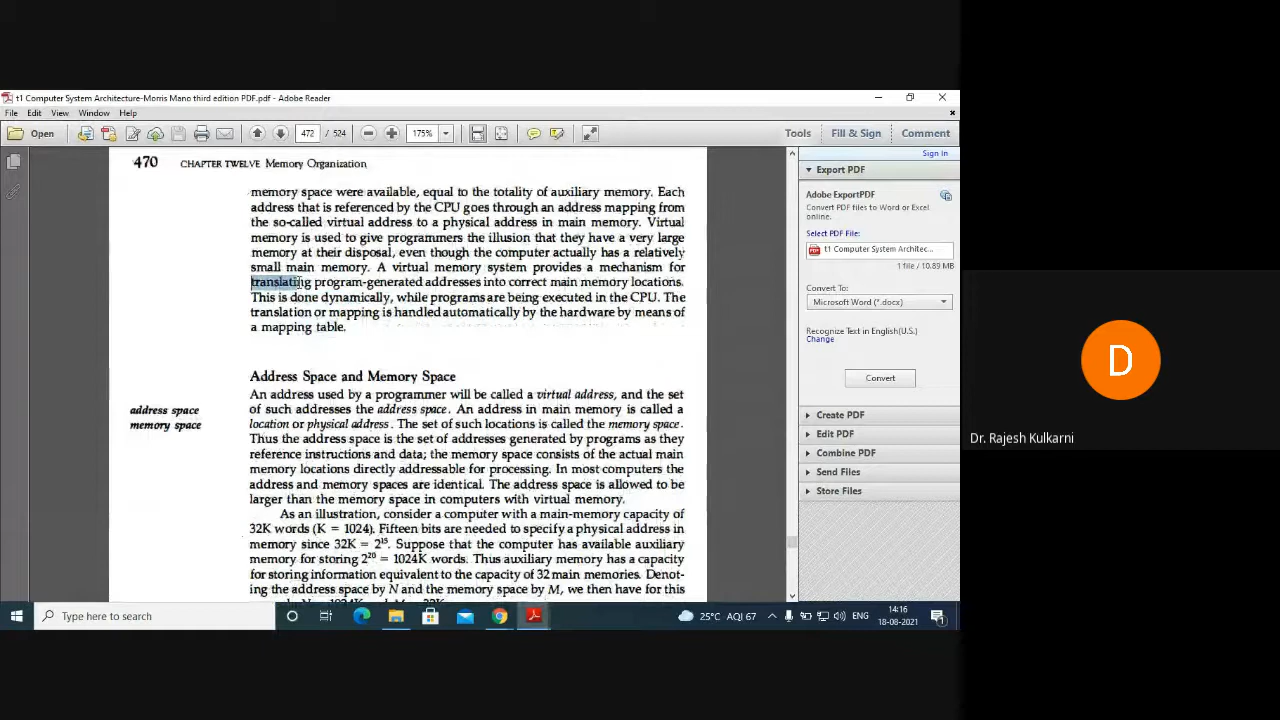 t1 Computer System Architecture-Morris Mano third edition PDF.pdf - Adobe Reader
File Edit View Window Help
Open 472 / 524 175% Tools Fill & Sign Comment
Sign In
470 CHAPTER TWELVE Memory Organization
memory space were available, equal to the totality of auxiliary memory. Each
address that is referenced by the CPU goes through an address mapping from
the so-called virtual address to a physical address in main memory. Virtual
memory is used to give programmers the illusion that they have a very large
memory at their disposal, even though the computer actually has a relatively
small main memory. A virtual memory system provides a mechanism for
translating program-generated addresses into correct main memory locations.
This is done dynamically, while programs are being executed in the CPU. The
translation or mapping is handled automatically by the hardware by means of
a mapping table.
Address Space and Memory Space
address space
memory space
An address used by a programmer will be called a virtual address, and the set
of such addresses the address space. An address in main memory is called a
location or physical address. The set of such locations is called the memory space.
Thus the address space is the set of addresses generated by programs as they
reference instructions and data; the memory space consists of the actual main
memory locations directly addressable for processing. In most computers the
address and memory spaces are identical. The address space is allowed to be
larger than the memory space in computers with virtual memory.
As an illustration, consider a computer with a main-memory capacity of
32K words (K = 1024). Fifteen bits are needed to specify a physical address in
memory since 32K = 2¹⁵. Suppose that the computer has available auxiliary
memory for storing 2²⁰ = 1024K words. Thus auxiliary memory has a capacity
for storing information equivalent to the capacity of 32 main memories. Denot-
ing the address space by N and the memory space by M, we then have for this
Export PDF
Adobe ExportPDF
Convert PDF files to Word or Excel
online.
Select PDF File:
t1 Computer System Architec...
1 file / 10.89 MB
Convert To:
Microsoft Word (*.docx)
Recognize Text in English(U.S.)
Change
Convert
Create PDF
Edit PDF
Combine PDF
Send Files
Store Files
Type here to search
25°C AQI 67
ENG
14:16
18-08-2021
1
D
Dr. Rajesh Kulkarni